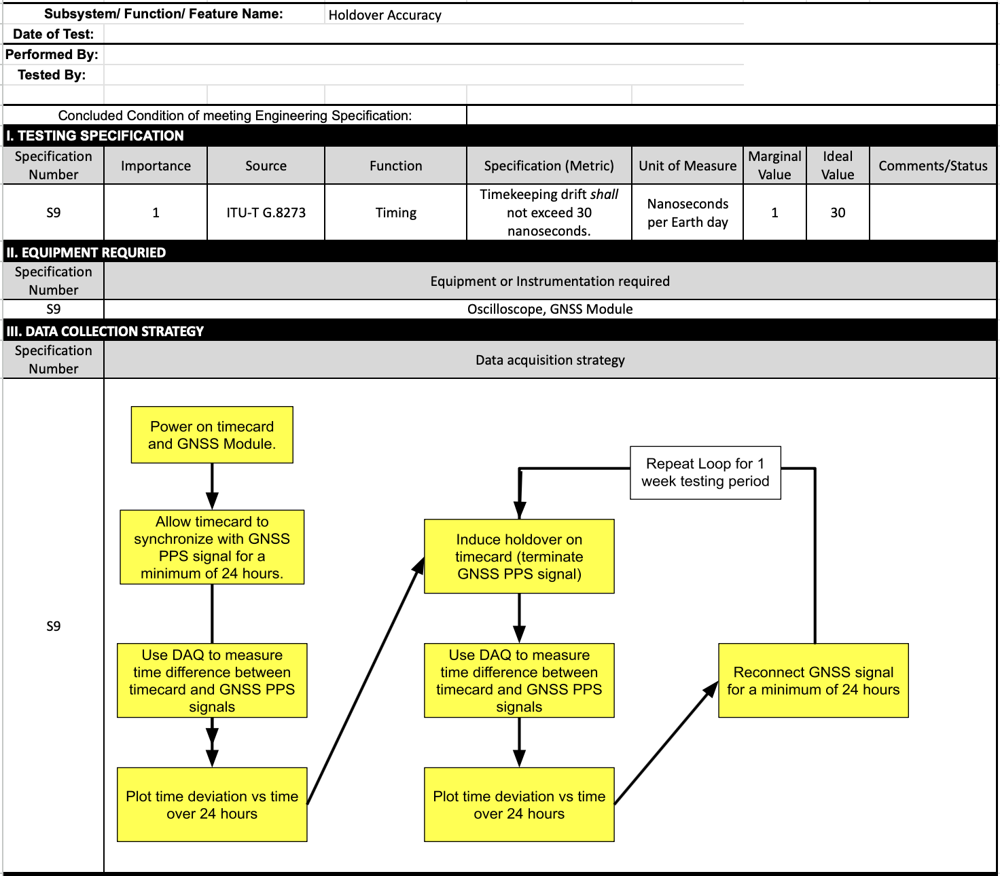 Subsystem/ Function/ Feature Name: Holdover Accuracy
Date of Test:
Performed By:
Tested By:
Concluded Condition of meeting Engineering Specification:
I. TESTING SPECIFICATION
Specification Number Importance Source Function Specification (Metric) Unit of Measure Marginal Value Ideal Value Comments/Status
S9 1 ITU-T G.8273 Timing Timekeeping drift shall not exceed 30 nanoseconds. Nanoseconds per Earth day 1 30
II. EQUIPMENT REQURIED
Specification Number Equipment or Instrumentation required
S9 Oscilloscope, GNSS Module
III. DATA COLLECTION STRATEGY
Specification Number Data acquisition strategy
S9
Power on timecard
and GNSS Module.
Allow timecard to
synchronize with GNSS
PPS signal for a
minimum of 24 hours.
Use DAQ to measure
time difference between
timecard and GNSS PPS
signals
Plot time deviation vs time
over 24 hours
Induce holdover on
timecard (terminate
GNSS PPS signal)
Use DAQ to measure
time difference between
timecard and GNSS PPS
signals
Plot time deviation vs time
over 24 hours
Reconnect GNSS signal
for a minimum of 24 hours
Repeat Loop for 1
week testing period